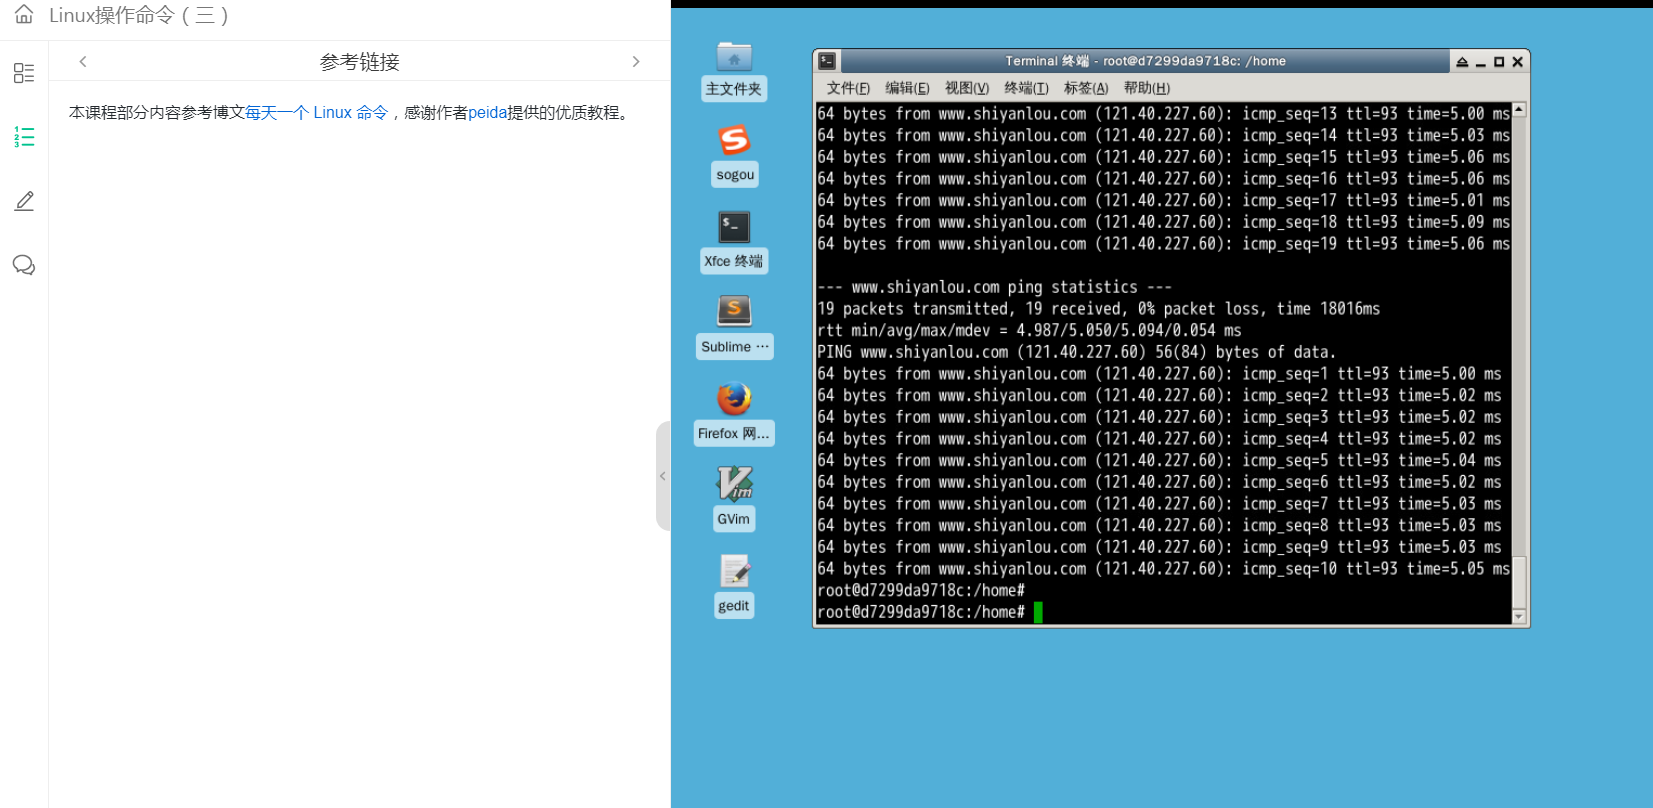 Linux操作命令（三）
参考链接
本课程部分内容参考博文每天一个 Linux 命令，感谢作者peida提供的优质教程。
主文件夹
sogou
Xfce 终端
Sublime ···
Firefox 网...
GVim
gedit
Terminal 终端 - root@d7299da9718c: /home
文件(F) 编辑(E) 视图(V) 终端(T) 标签(A) 帮助(H)
64 bytes from www.shiyanlou.com (121.40.227.60): icmp_seq=13 ttl=93 time=5.00 ms
64 bytes from www.shiyanlou.com (121.40.227.60): icmp_seq=14 ttl=93 time=5.03 ms
64 bytes from www.shiyanlou.com (121.40.227.60): icmp_seq=15 ttl=93 time=5.06 ms
64 bytes from www.shiyanlou.com (121.40.227.60): icmp_seq=16 ttl=93 time=5.06 ms
64 bytes from www.shiyanlou.com (121.40.227.60): icmp_seq=17 ttl=93 time=5.01 ms
64 bytes from www.shiyanlou.com (121.40.227.60): icmp_seq=18 ttl=93 time=5.09 ms
64 bytes from www.shiyanlou.com (121.40.227.60): icmp_seq=19 ttl=93 time=5.06 ms
--- www.shiyanlou.com ping statistics ---
19 packets transmitted, 19 received, 0% packet loss, time 18016ms
rtt min/avg/max/mdev = 4.987/5.050/5.094/0.054 ms
PING www.shiyanlou.com (121.40.227.60) 56(84) bytes of data.
64 bytes from www.shiyanlou.com (121.40.227.60): icmp_seq=1 ttl=93 time=5.00 ms
64 bytes from www.shiyanlou.com (121.40.227.60): icmp_seq=2 ttl=93 time=5.02 ms
64 bytes from www.shiyanlou.com (121.40.227.60): icmp_seq=3 ttl=93 time=5.02 ms
64 bytes from www.shiyanlou.com (121.40.227.60): icmp_seq=4 ttl=93 time=5.02 ms
64 bytes from www.shiyanlou.com (121.40.227.60): icmp_seq=5 ttl=93 time=5.04 ms
64 bytes from www.shiyanlou.com (121.40.227.60): icmp_seq=6 ttl=93 time=5.02 ms
64 bytes from www.shiyanlou.com (121.40.227.60): icmp_seq=7 ttl=93 time=5.03 ms
64 bytes from www.shiyanlou.com (121.40.227.60): icmp_seq=8 ttl=93 time=5.03 ms
64 bytes from www.shiyanlou.com (121.40.227.60): icmp_seq=9 ttl=93 time=5.03 ms
64 bytes from www.shiyanlou.com (121.40.227.60): icmp_seq=10 ttl=93 time=5.05 ms
root@d7299da9718c:/home#
root@d7299da9718c:/home#